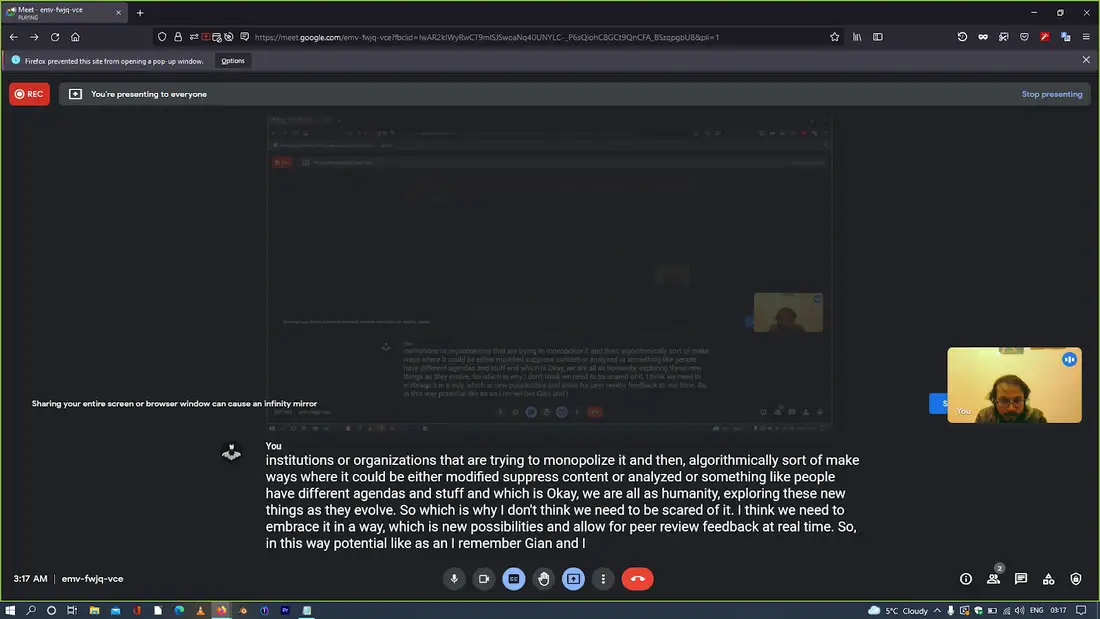 Meet - emv-fwjq-vce
PLAYING
https://meet.google.com/emv-fwjq-vce?fbclid=
pli=1
Firefox prevented this site from opening a pop-up window.
Options
REC
You're presenting to everyone
Stop presenting
Sharing your entire screen or browser window can cause an infinity mirror
You
You
institutions or organizations that are trying to monopolize it and then, algorithmically sort of make
ways where it could be either modified suppress content or analyzed or something like people
have different agendas and stuff and which is Okay, we are all as humanity, exploring these new
things as they evolve. So which is why I don't think we need to be scared of it. I think we need to
embrace it in a way, which is new possibilities and allow for peer review feedback at real time. So,
in this way potential like as an I remember Gian and I
3:17 AM | emv-fwjq-vce
2
5°C Cloudy
ENG
03:17